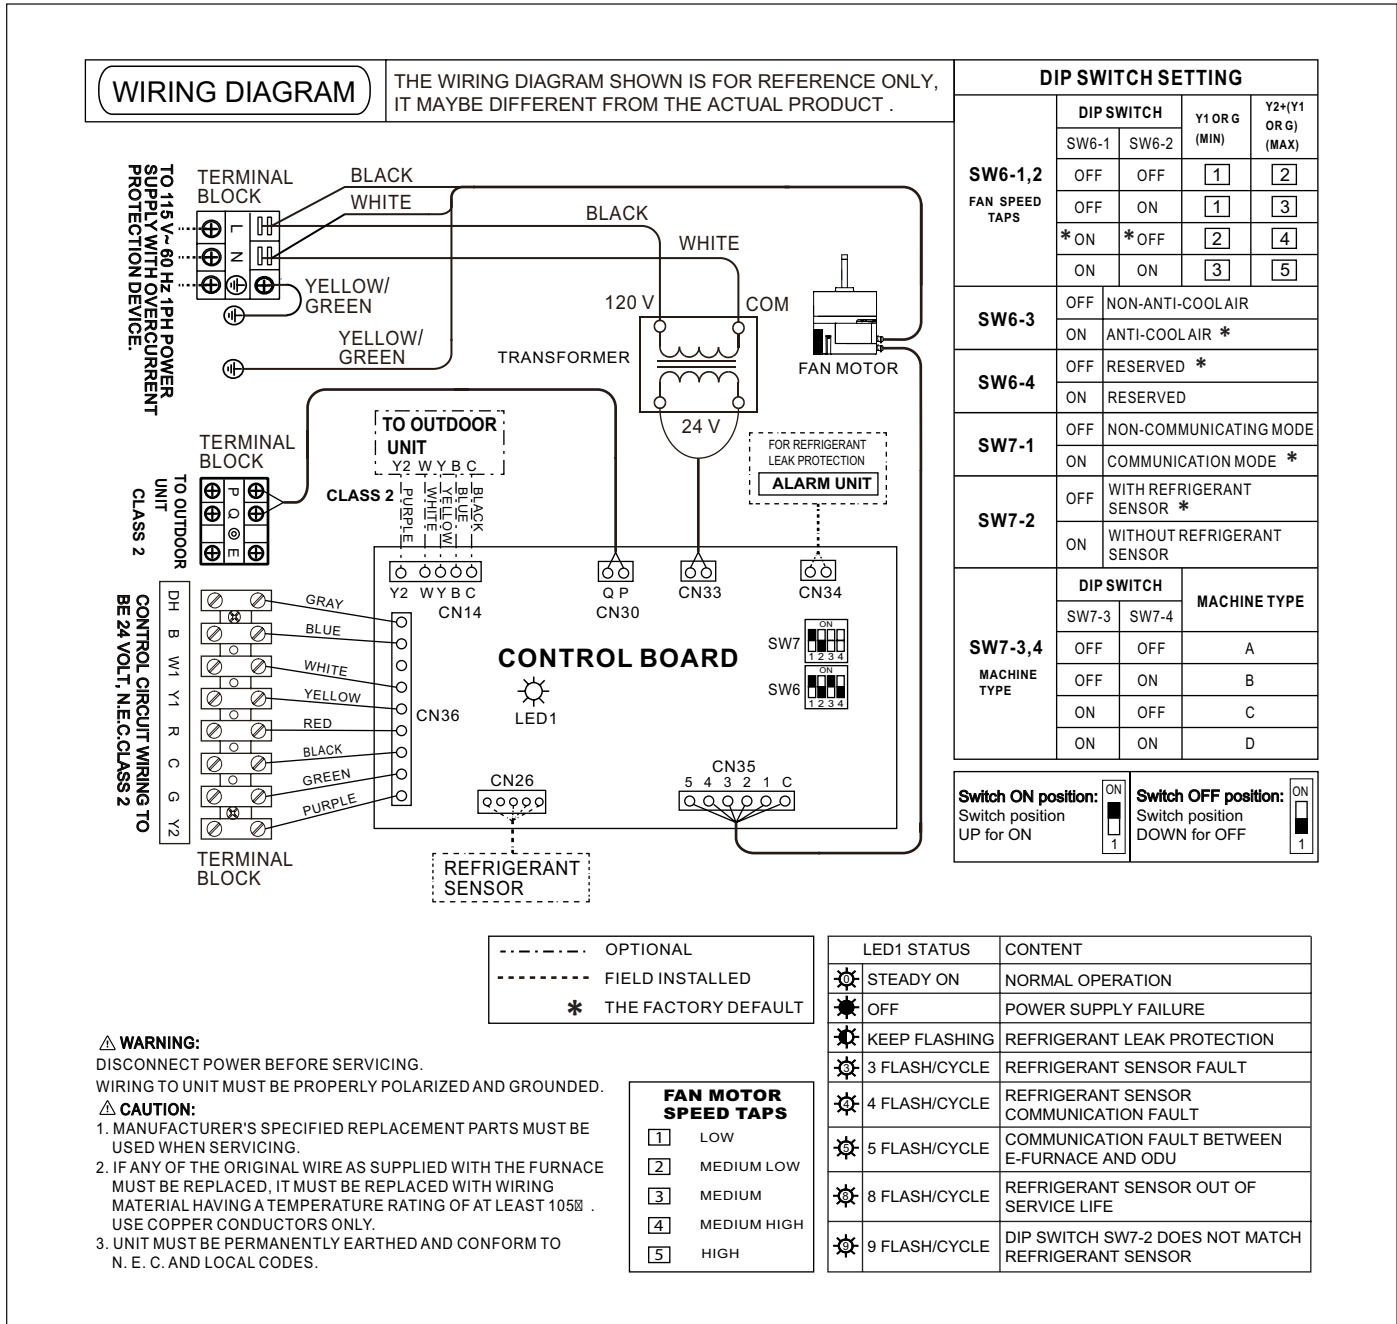 WIRING DIAGRAM
THE WIRING DIAGRAM SHOWN IS FOR REFERENCE ONLY,
IT MAYBE DIFFERENT FROM THE ACTUAL PRODUCT .
TO 115 V~ 60 Hz 1PH POWER
SUPPLY WITH OVERCURRENT
PROTECTION DEVICE.
TERMINAL
BLOCK
L
N
BLACK
WHITE
BLACK
WHITE
YELLOW/
GREEN
YELLOW/
GREEN
120 V
COM
TRANSFORMER
24 V
FAN MOTOR
TO OUTDOOR
UNIT
Y2 W Y B C
CLASS 2
PURPLE
WHITE
YELLOW
BLUE
BLACK
FOR REFRIGERANT
LEAK PROTECTION
ALARM UNIT
TERMINAL
BLOCK
TO OUTDOOR
UNIT
CLASS 2
P
Q
E
Y2 W Y B C
CN14
Q P
CN30
CN33
CN34
CONTROL CIRCUIT WIRING TO
BE 24 VOLT, N.E.C.CLASS 2
DH
B
W1
Y1
R
C
G
Y2
GRAY
BLUE
WHITE
YELLOW
RED
BLACK
GREEN
PURPLE
TERMINAL
BLOCK
CN36
CONTROL BOARD
LED1
SW7
ON
1 2 3 4
SW6
ON
1 2 3 4
CN26
CN35
5 4 3 2 1 C
REFRIGERANT
SENSOR
DIP SWITCH SETTING
SW6-1,2
FAN SPEED
TAPS
DIP SWITCH
Y1 OR G
(MIN)
Y2+(Y1
OR G)
(MAX)
SW6-1 SW6-2
OFF OFF 1 2
OFF ON 1 3
*ON *OFF 2 4
ON ON 3 5
SW6-3
OFF NON-ANTI-COOLAIR
ON ANTI-COOLAIR *
SW6-4
OFF RESERVED *
ON RESERVED
SW7-1
OFF NON-COMMUNICATING MODE
ON COMMUNICATION MODE *
SW7-2
OFF WITH REFRIGERANT
SENSOR *
ON WITHOUT REFRIGERANT
SENSOR
SW7-3,4
MACHINE
TYPE
DIP SWITCH
MACHINE TYPE
SW7-3 SW7-4
OFF OFF A
OFF ON B
ON OFF C
ON ON D
Switch ON position:
Switch position
UP for ON
ON
1
Switch OFF position:
Switch position
DOWN for OFF
ON
1
OPTIONAL
FIELD INSTALLED
* THE FACTORY DEFAULT
LED1 STATUS CONTENT
0 STEADY ON NORMAL OPERATION
OFF POWER SUPPLY FAILURE
KEEP FLASHING REFRIGERANT LEAK PROTECTION
3 3 FLASH/CYCLE REFRIGERANT SENSOR FAULT
4 4 FLASH/CYCLE REFRIGERANT SENSOR
COMMUNICATION FAULT
5 5 FLASH/CYCLE COMMUNICATION FAULT BETWEEN
E-FURNACE AND ODU
8 8 FLASH/CYCLE REFRIGERANT SENSOR OUT OF
SERVICE LIFE
9 9 FLASH/CYCLE DIP SWITCH SW7-2 DOES NOT MATCH
REFRIGERANT SENSOR
⚠ WARNING:
DISCONNECT POWER BEFORE SERVICING.
WIRING TO UNIT MUST BE PROPERLY POLARIZED AND GROUNDED.
⚠ CAUTION:
1. MANUFACTURER'S SPECIFIED REPLACEMENT PARTS MUST BE
USED WHEN SERVICING.
2. IF ANY OF THE ORIGINAL WIRE AS SUPPLIED WITH THE FURNACE
MUST BE REPLACED, IT MUST BE REPLACED WITH WIRING
MATERIAL HAVING A TEMPERATURE RATING OF AT LEAST 105 .
USE COPPER CONDUCTORS ONLY.
3. UNIT MUST BE PERMANENTLY EARTHED AND CONFORM TO
N. E. C. AND LOCAL CODES.
FAN MOTOR
SPEED TAPS
1 LOW
2 MEDIUM LOW
3 MEDIUM
4 MEDIUM HIGH
5 HIGH